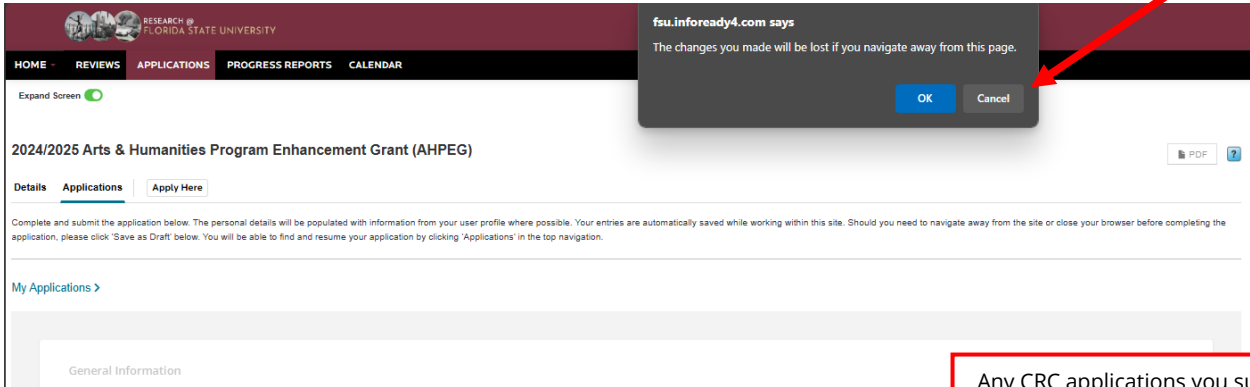 RESEARCH @
FLORIDA STATE UNIVERSITY
fsu.infoready4.com says
The changes you made will be lost if you navigate away from this page.
OK Cancel
HOME REVIEWS APPLICATIONS PROGRESS REPORTS CALENDAR
Expand Screen
2024/2025 Arts & Humanities Program Enhancement Grant (AHPEG)
PDF ?
Details Applications Apply Here
Complete and submit the application below. The personal details will be populated with information from your user profile where possible. Your entries are automatically saved while working within this site. Should you need to navigate away from the site or close your browser before completing the
application, please click 'Save as Draft' below. You will be able to find and resume your application by clicking 'Applications' in the top navigation.
My Applications >
General Information
Any CRC applications you su